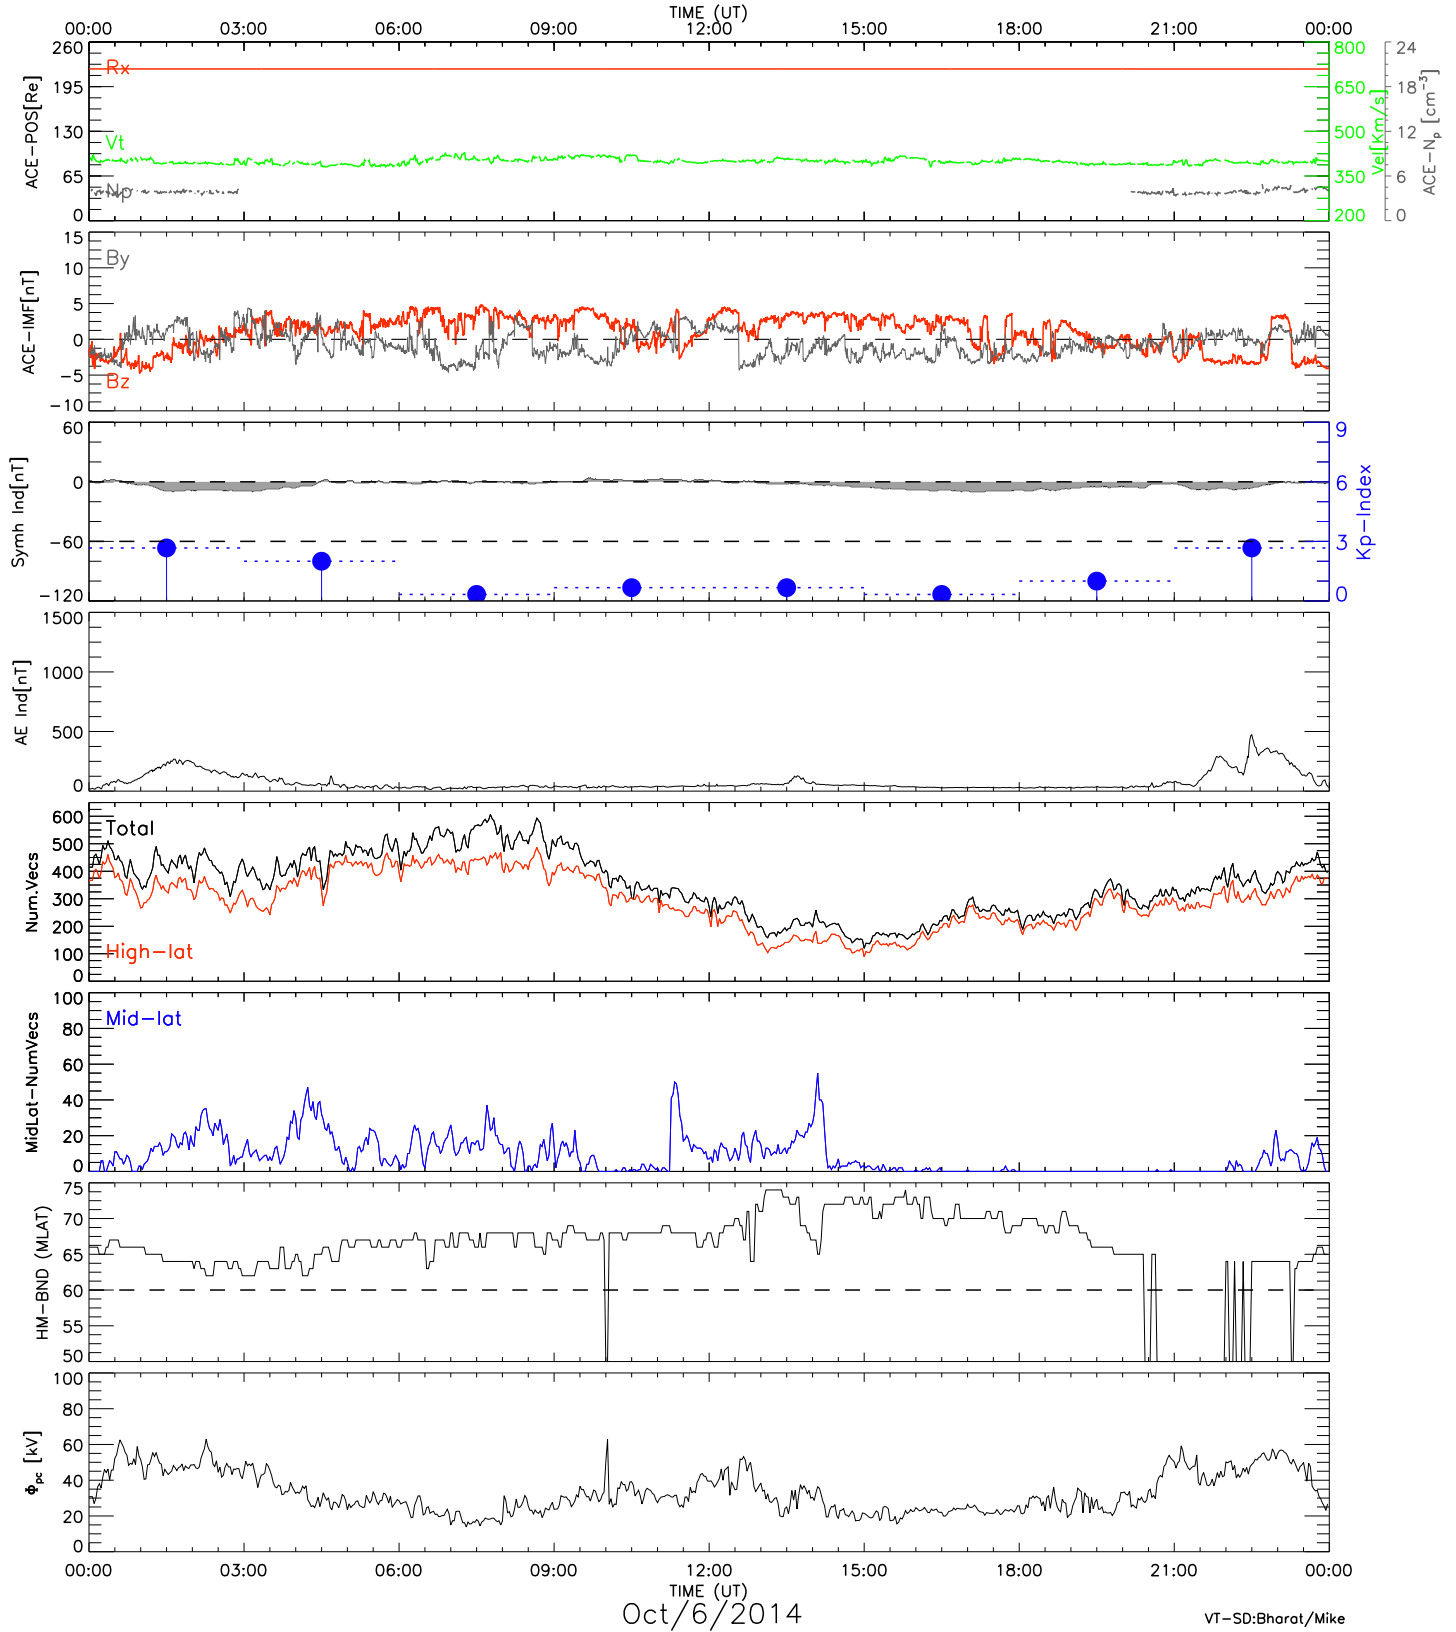 TIME (UT)
00:00 03:00 06:00 09:00 12:00 15:00 18:00 21:00 00:00
260 195 130 65 0
ACE-POS[Re]
Rx
Vt
Np
800 650 500 350 200
Vel[Km/s]
24 18 12 6 0
ACE-Np [cm-3]
15 10 5 0 -5 -10
ACE-IMF[nT]
By
Bz
60 0 -60 -120
Symh Ind[nT]
9 6 3 0
Kp-Index
1500 1000 500 0
AE Ind[nT]
600 500 400 300 200 100 0
Num.Vecs
Total
High-lat
100 80 60 40 20 0
MidLat-NumVecs
Mid-lat
75 70 65 60 55 50
HM-BND (MLAT)
100 80 60 40 20 0
Φpc [kV]
00:00 03:00 06:00 09:00 12:00 15:00 18:00 21:00 00:00
TIME (UT)
Oct/6/2014
VT-SD:Bharat/Mike